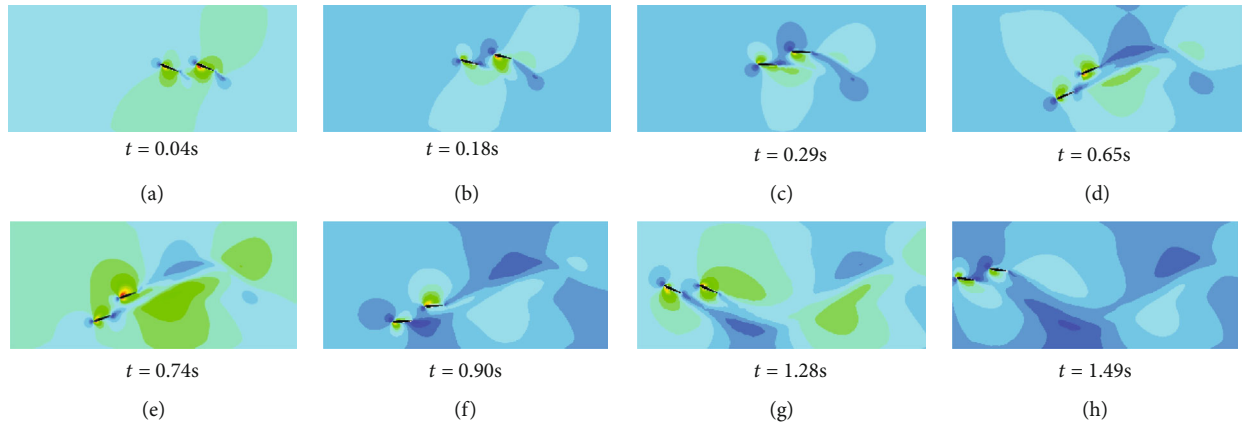 t = 0.04s
t = 0.18s
t = 0.29s
t = 0.65s
(a)
(b)
(c)
(d)
t = 0.74s
t = 0.90s
t = 1.28s
t = 1.49s
(e)
(f)
(g)
(h)